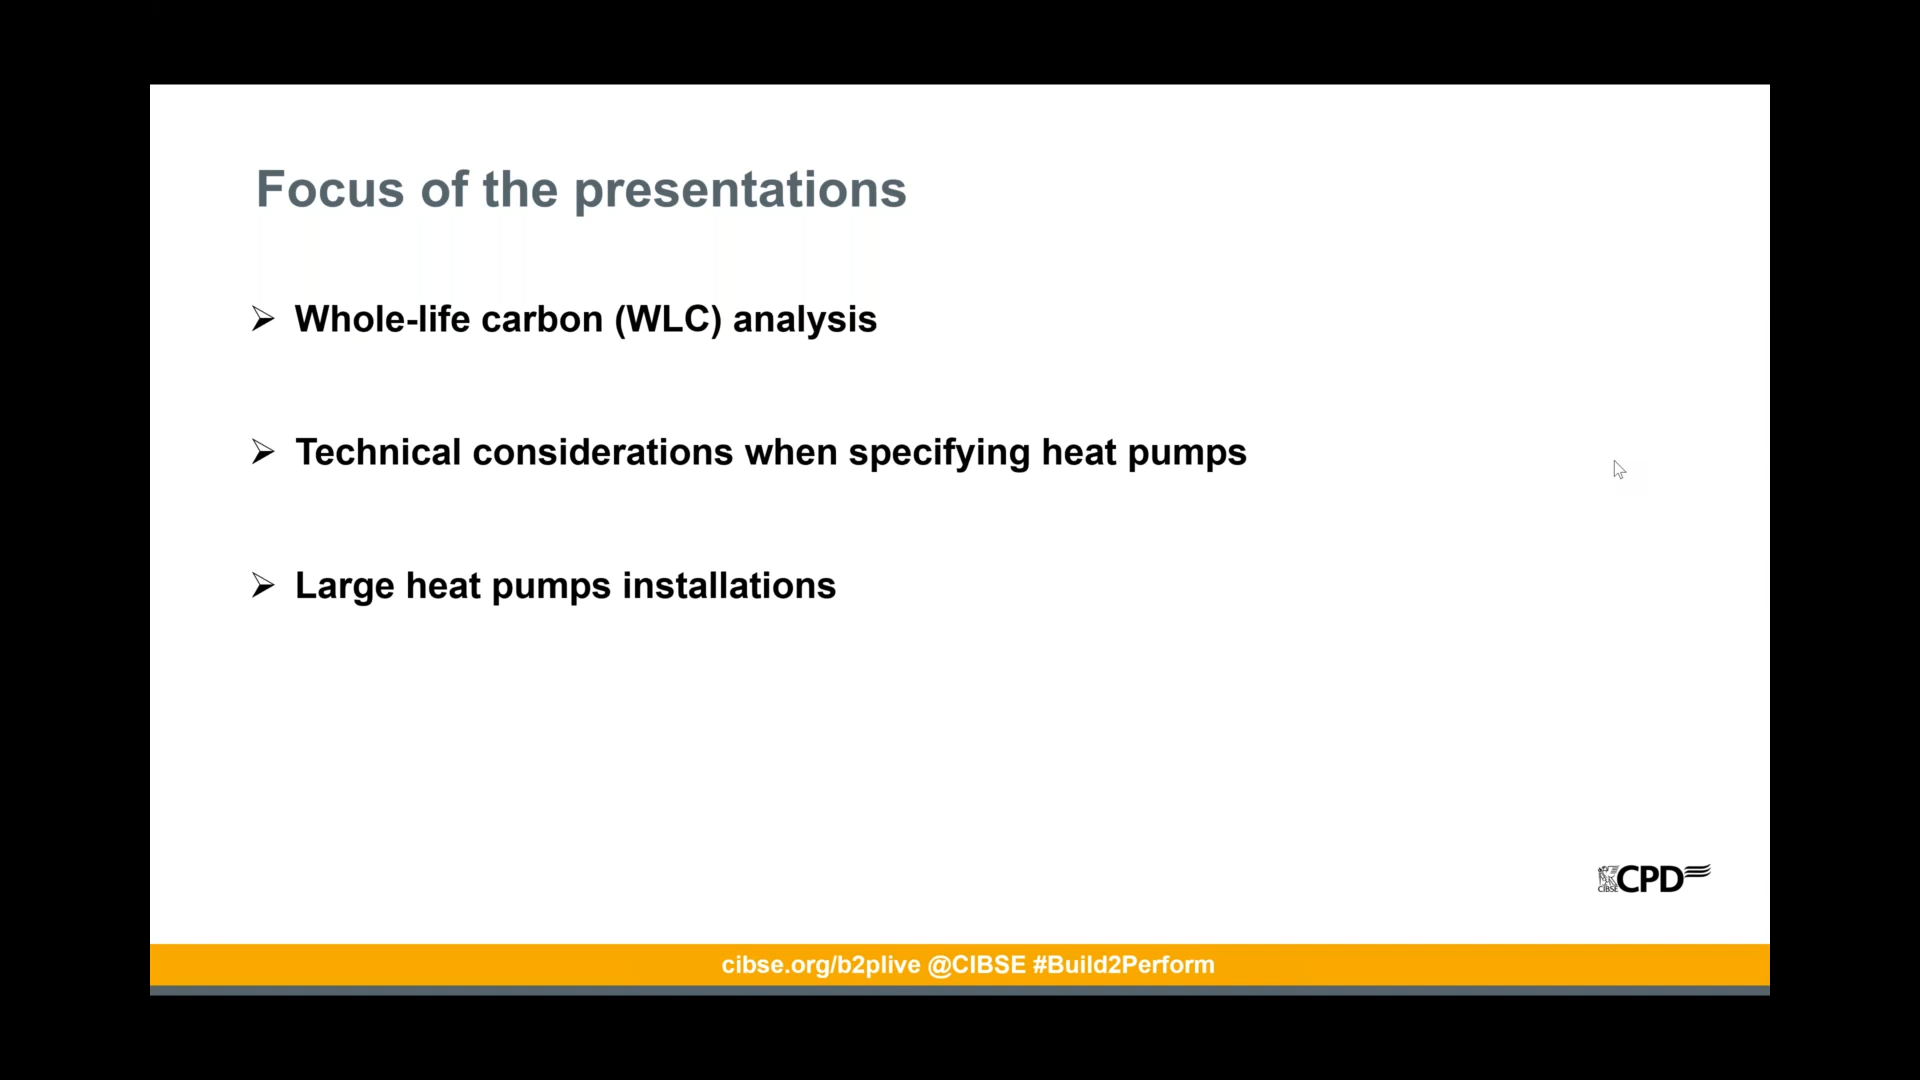 Focus of the presentations
➢ Whole-life carbon (WLC) analysis
➢ Technical considerations when specifying heat pumps
➢ Large heat pumps installations
CIBSE CPD
cibse.org/b2plive @CIBSE #Build2Perform